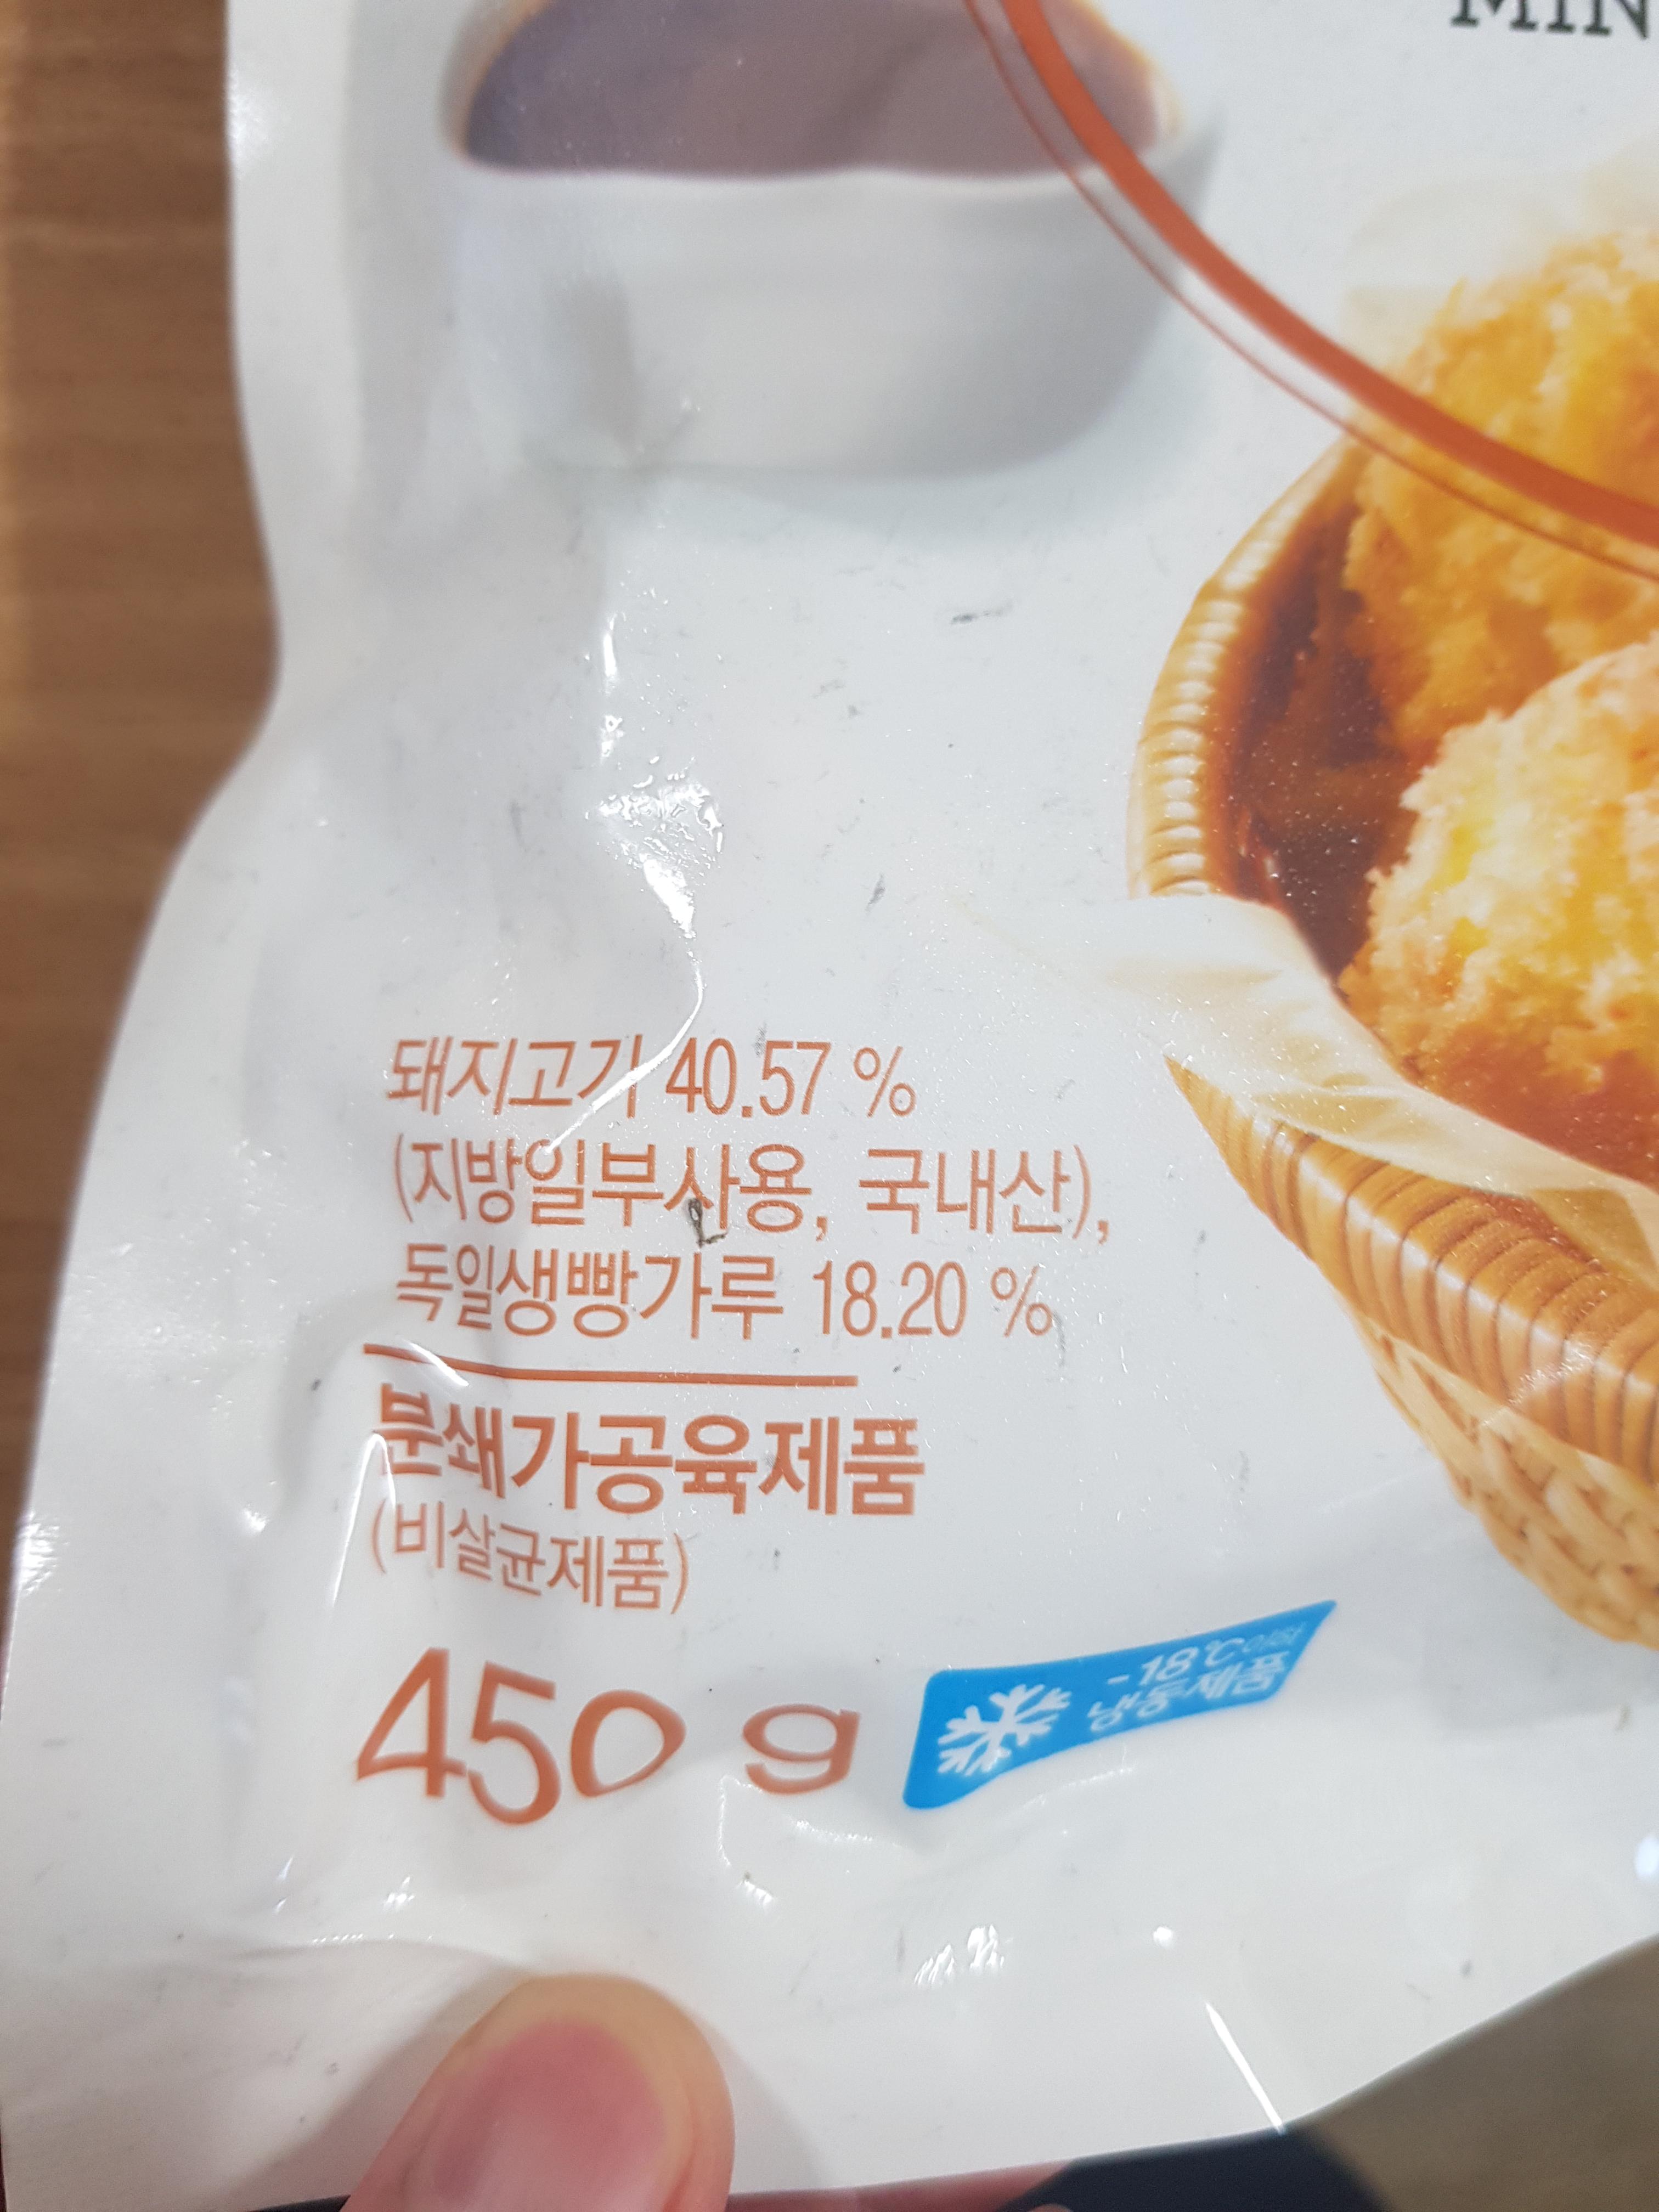 MIN
돼지고기 40.57 %
(지방일부사용, 국내산),
독일생빵가루 18.20 %
분쇄가공육제품
(비살균제품)
450 g
-18℃이하
냉동제품